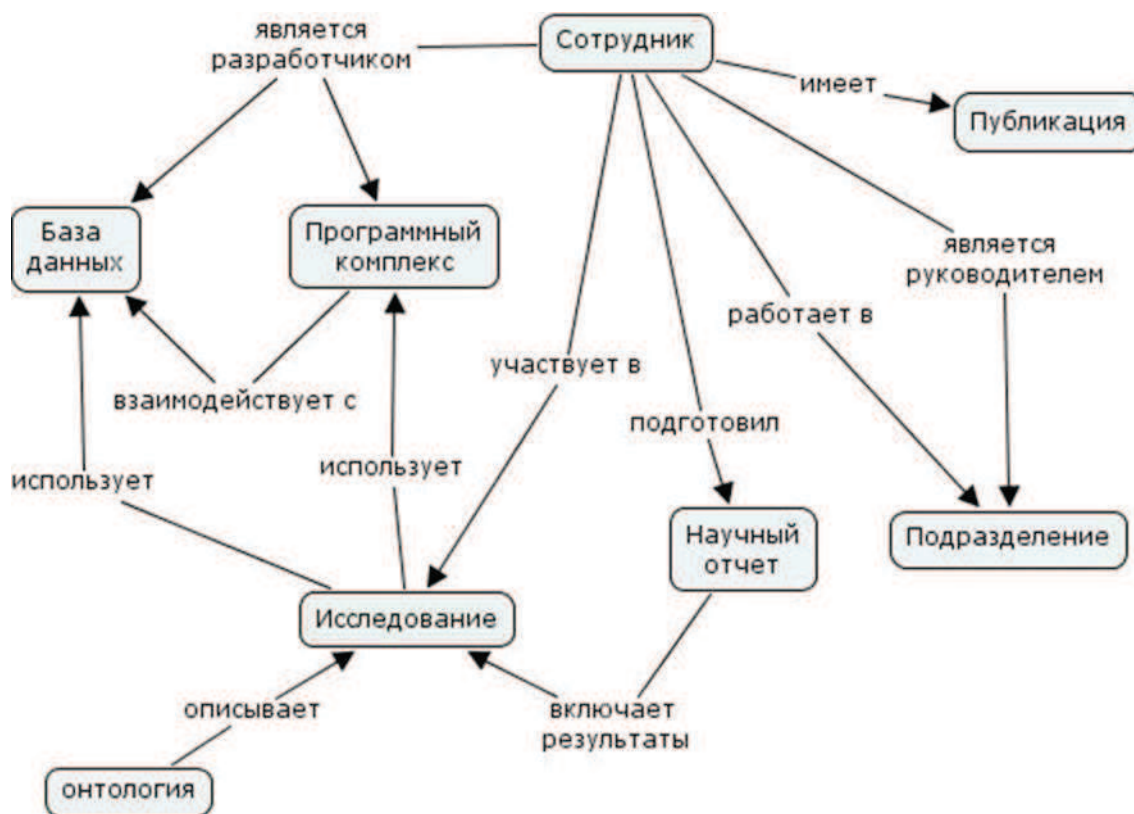 является
разработчиком
Сотрудник
имеет
Публикация
База
данных
Программный
комплекс
является
руководителем
работает в
участвует в
взаимодействует с
подготовил
использует
использует
Научный
отчет
Подразделение
Исследование
описывает
включает
результаты
онтология